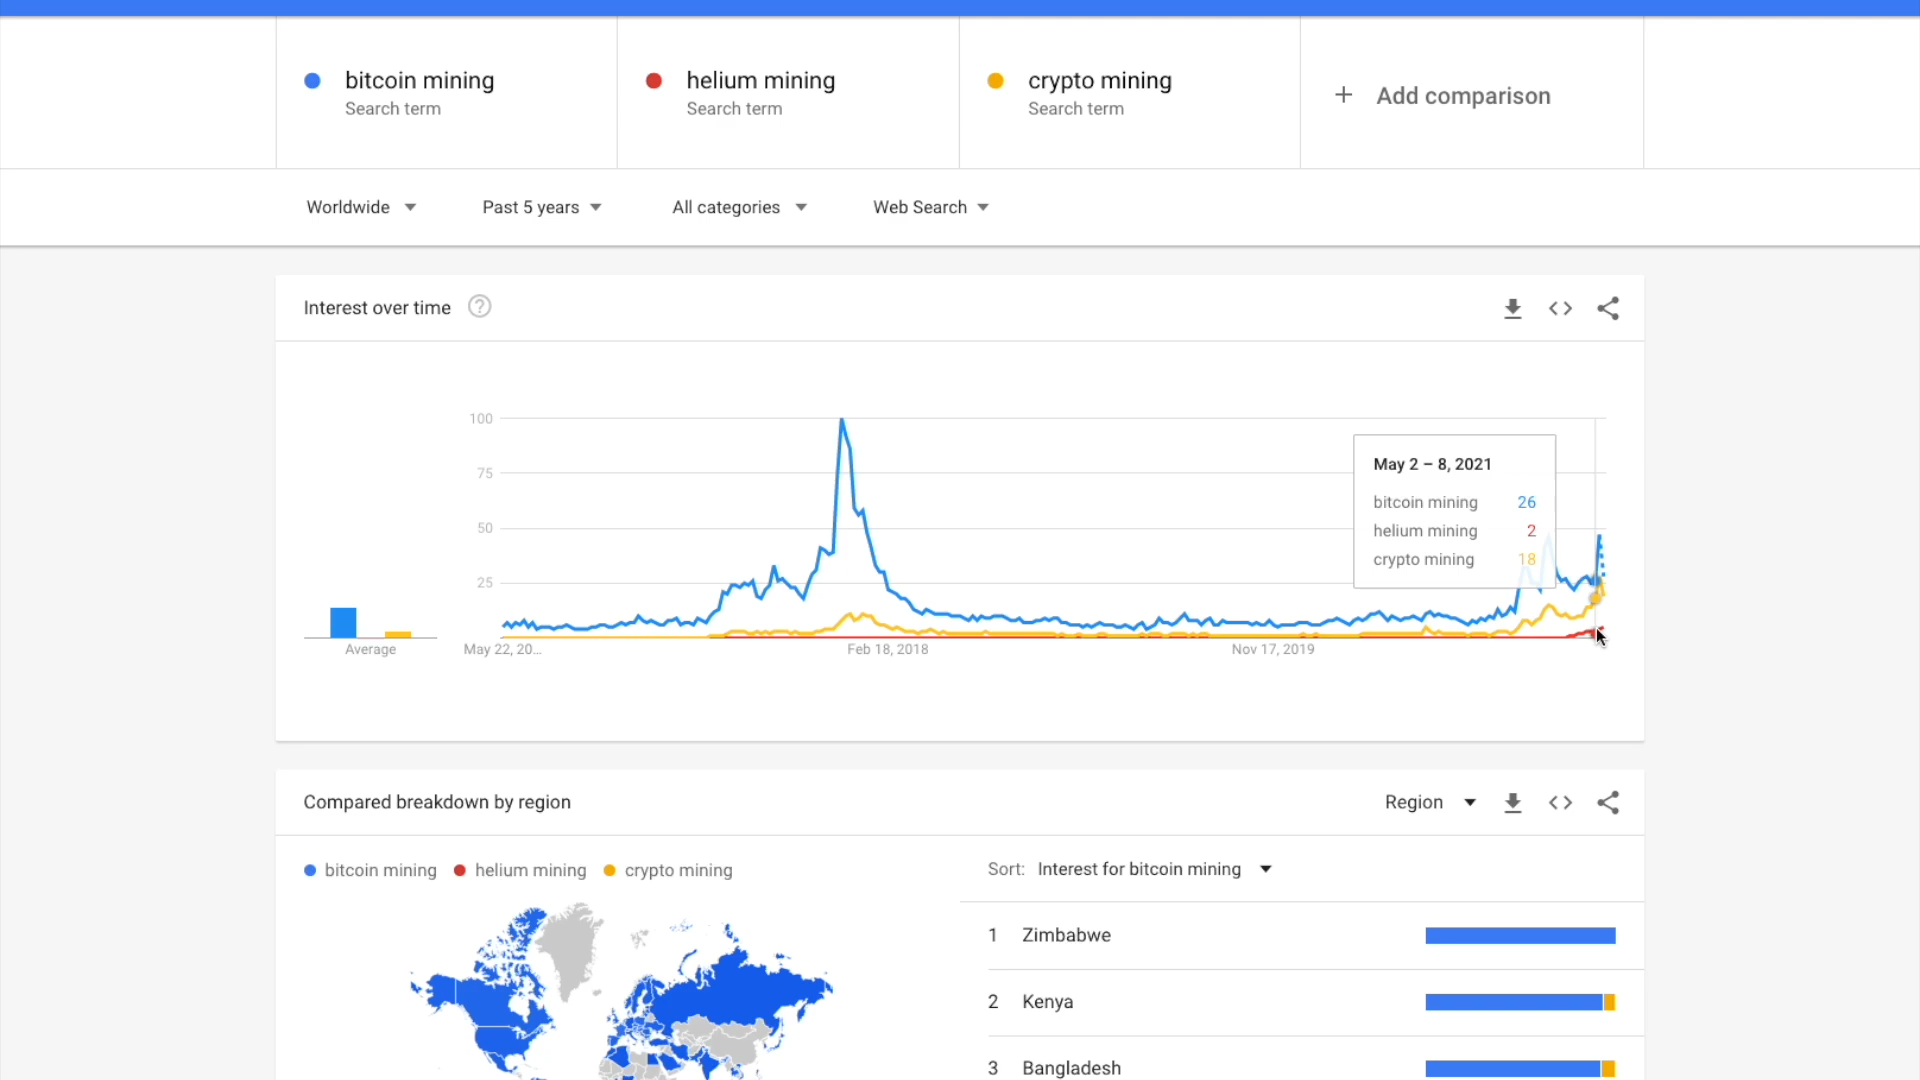 bitcoin mining
Search term
helium mining
Search term
crypto mining
Search term
+ Add comparison
Worldwide
Past 5 years
All categories
Web Search
Interest over time
?
100
75
50
25
May 2 – 8, 2021
bitcoin mining 26
helium mining 2
crypto mining 18
Average
May 22, 20...
Feb 18, 2018
Nov 17, 2019
Compared breakdown by region
Region
bitcoin mining
helium mining
crypto mining
Sort: Interest for bitcoin mining
1 Zimbabwe
2 Kenya
3 Bangladesh